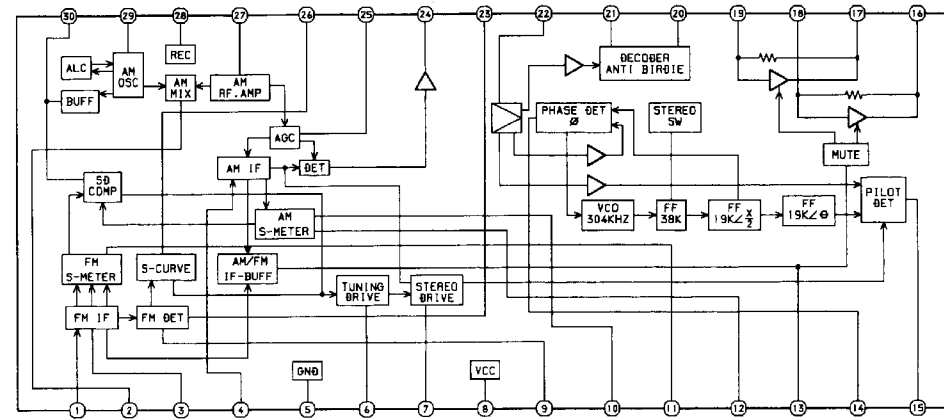 30 29 28 27 26 25 24 23 22 21 20 19 18 17 16
REC
ALC
AM
OSC
BUFF
AM
MIX
AM
RF.AMP
DECODER
ANTI BIRDIE
PHASE DET
Ø
STEREO
SW
AGC
AM IF
DET
MUTE
SD
COMP
PILOT
DET
VCO
304KHZ
FF
38K
FF
19K∠π/2
FF
19K∠θ
AM
S-METER
FM
S-METER
S-CURVE
AM/FM
IF-BUFF
TUNING
DRIVE
STEREO
DRIVE
FM IF
FM DET
GND
VCC
1 2 3 4 5 6 7 8 9 10 11 12 13 14 15